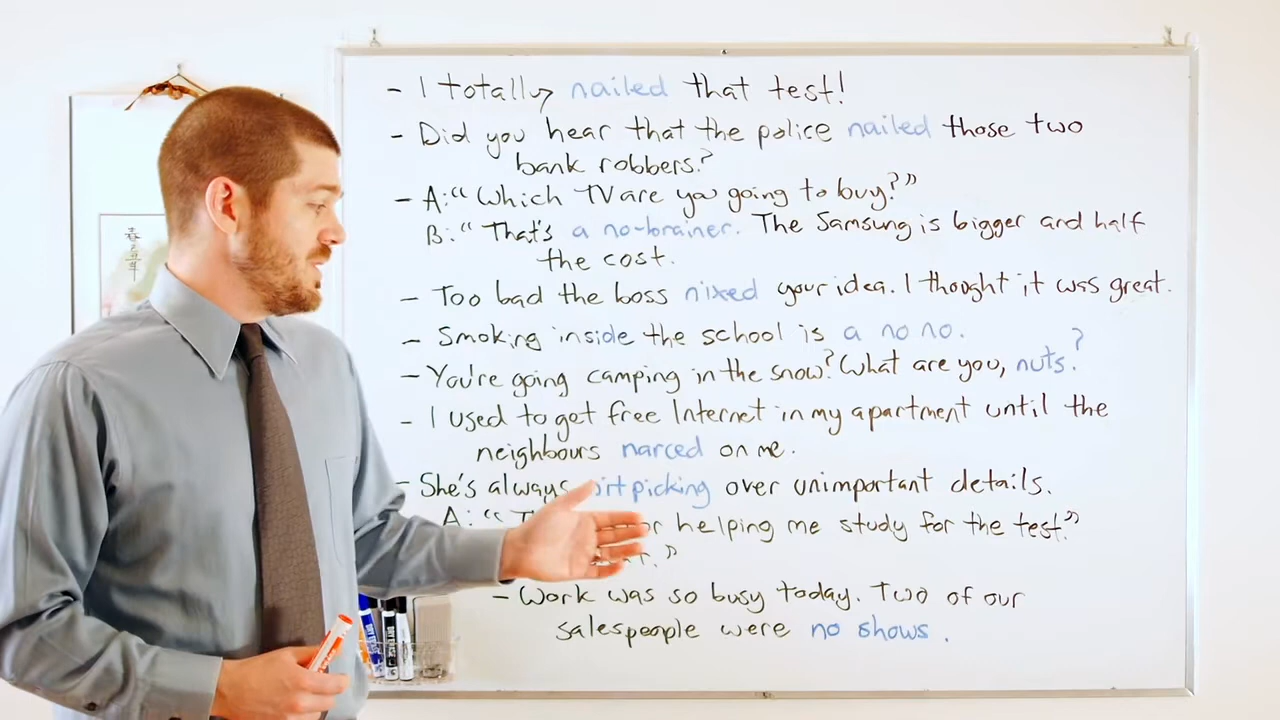 - I totally nailed that test!
- Did you hear that the police nailed those two
bank robbers?
- A: "Which TV are you going to buy?"
B: "That's a no-brainer. The Samsung is bigger and half
the cost.
- Too bad the boss nixed your idea. I thought it was great.
- Smoking inside the school is a no no.
- You're going camping in the snow? What are you, nuts?
- I used to get free Internet in my apartment until the
neighbours narced on me.
- She's always picking over unimportant details.
A: " helping me study for the test."
- Work was so busy today. Two of our
salespeople were no shows.
春